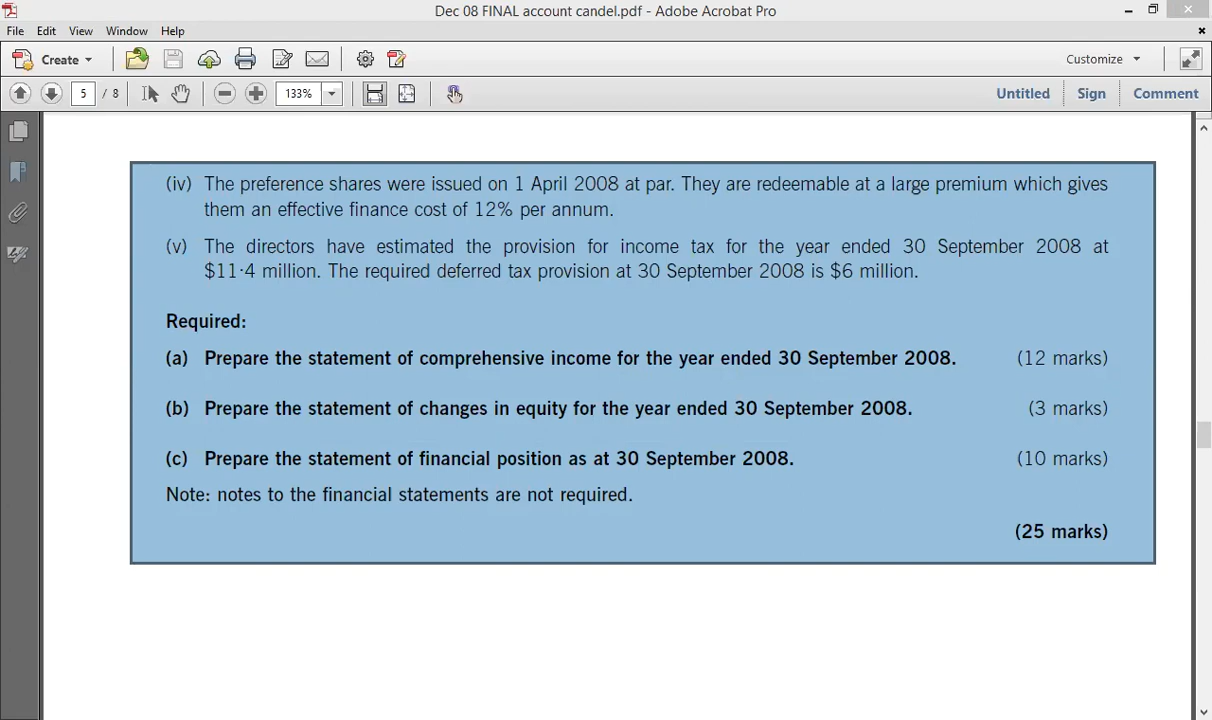 Dec 08 FINAL account candel.pdf - Adobe Acrobat Pro
File Edit View Window Help
Create Customize
5 / 8 133% Untitled Sign Comment
(iv) The preference shares were issued on 1 April 2008 at par. They are redeemable at a large premium which gives
them an effective finance cost of 12% per annum.
(v) The directors have estimated the provision for income tax for the year ended 30 September 2008 at
$11·4 million. The required deferred tax provision at 30 September 2008 is $6 million.
Required:
(a) Prepare the statement of comprehensive income for the year ended 30 September 2008. (12 marks)
(b) Prepare the statement of changes in equity for the year ended 30 September 2008. (3 marks)
(c) Prepare the statement of financial position as at 30 September 2008. (10 marks)
Note: notes to the financial statements are not required.
(25 marks)